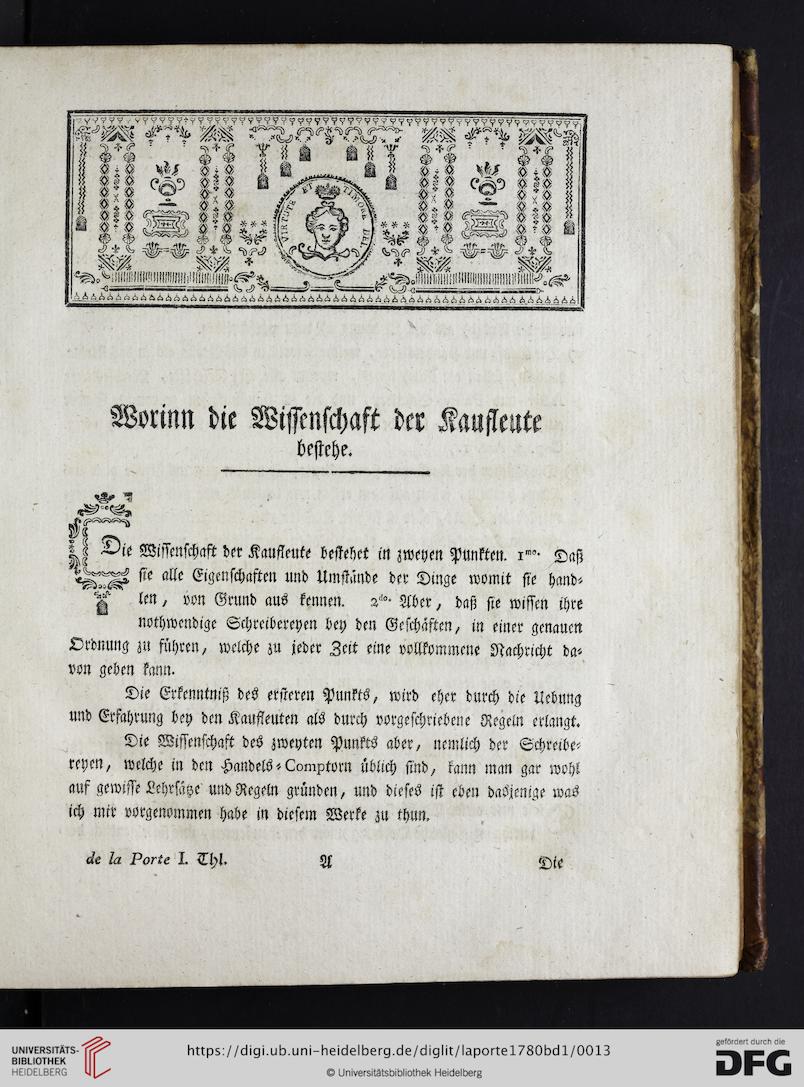 VIRTUTE ET TIMORE DEI.
Worinn die Wissenschaft der Kaufleute
bestehe.
Die Wissenschaft der Kaufleute bestehet in zweyen Punkten. 1mo. Daß
sie alle Eigenschaften und Umstände der Dinge womit sie hand-
len, von Grund aus kennen. 2do. Aber, daß sie wissen ihre
nothwendige Schreibereyen bey den Geschäften, in einer genauen
Ordnung zu führen, welche zu jeder Zeit eine vollkommene Nachricht da-
von geben kann.
Die Erkenntniß des ersteren Punkts, wird eher durch die Uebung
und Erfahrung bey den Kaufleuten als durch vorgeschriebene Regeln erlangt.
Die Wissenschaft des zweyten Punkts aber, nemlich der Schreibe-
reyen, welche in den Handels-Comptorn üblich sind, kann man gar wohl
auf gewisse Lehrsätze und Regeln gründen, und dieses ist eben dasjenige was
ich mir vorgenommen habe in diesem Werke zu thun.
de la Porte I. Thl. A Die
UNIVERSITÄTS-
BIBLIOTHEK
HEIDELBERG
https://digi.ub.uni-heidelberg.de/diglit/laporte1780bd1/0013
© Universitätsbibliothek Heidelberg
gefördert durch die
DFG